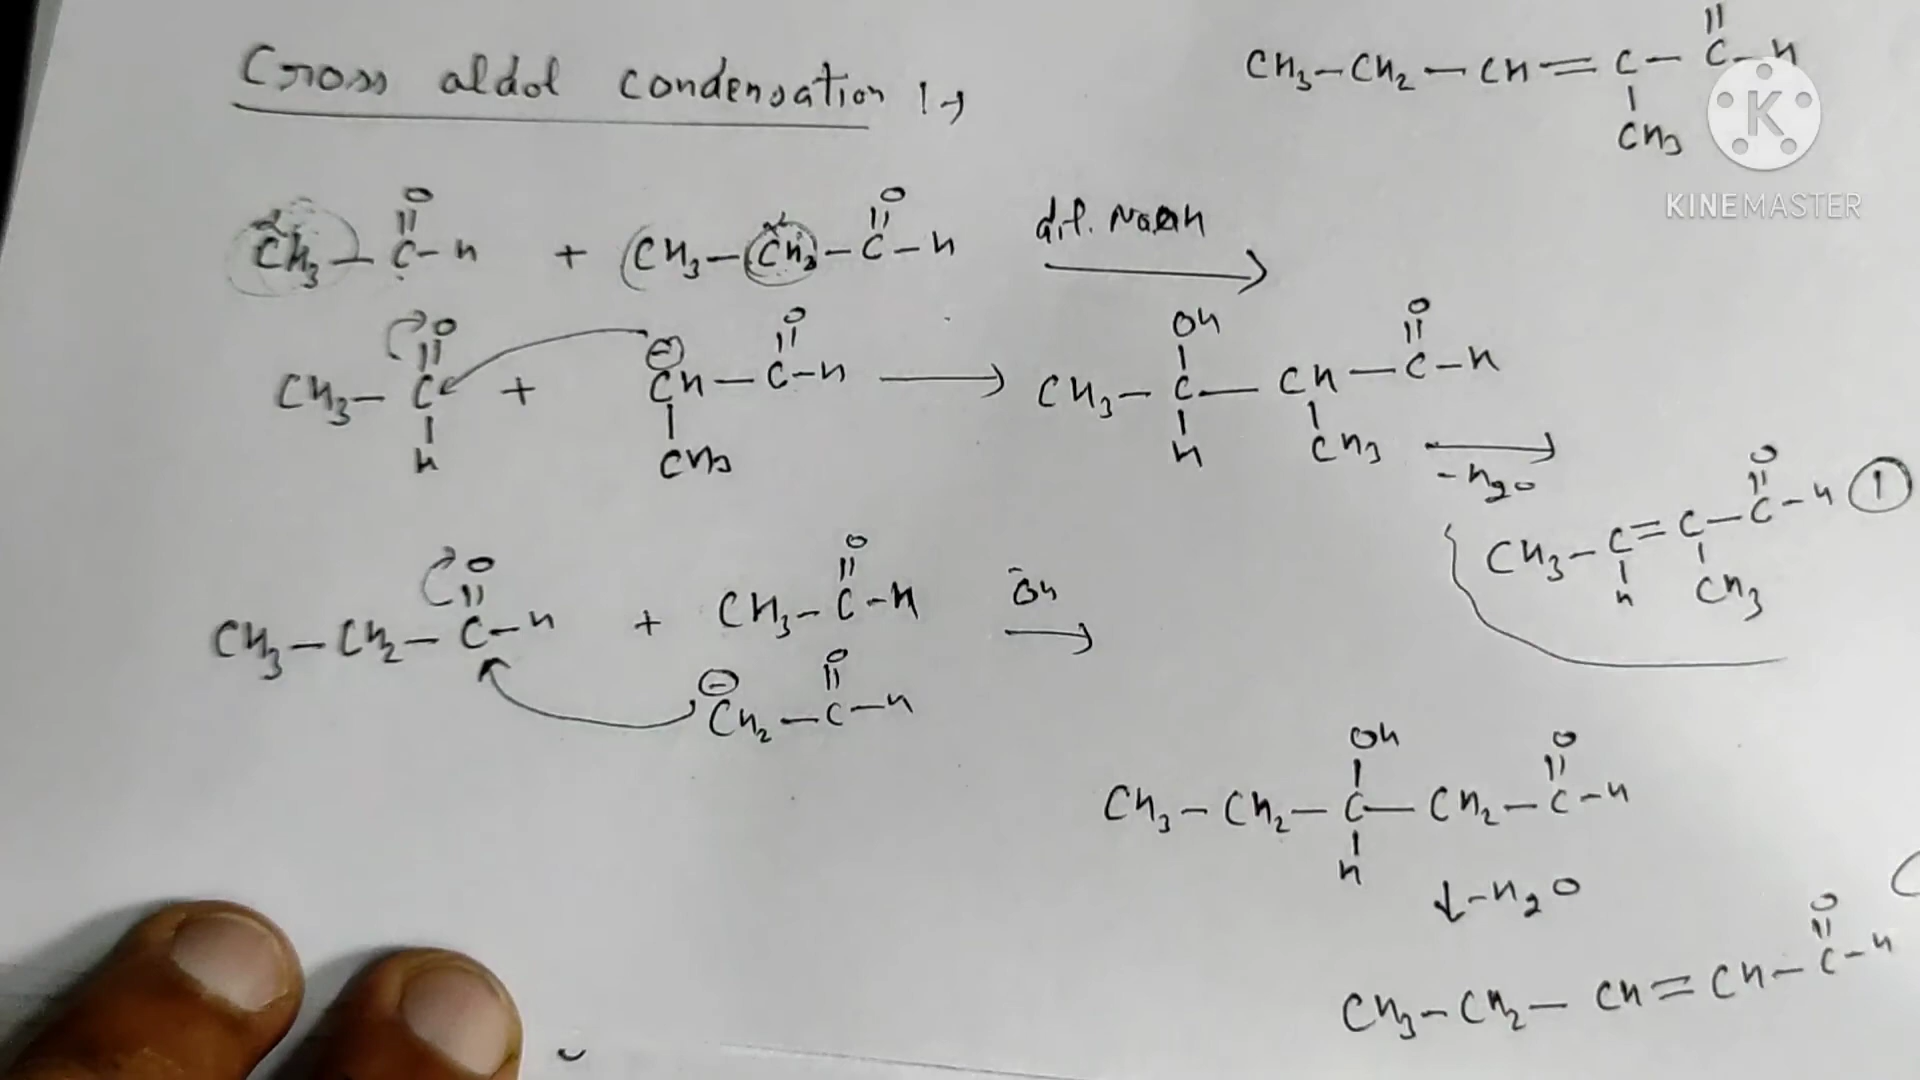 Cross aldol condensation :→
CH3–CH2–CH=C–C–H
CH3
KINEMASTER
O O
CH3–C–H + CH3–CH2–C–H dil. NaOH
O O OH O
CH3–C + CH–C–H → CH3–C–CH–C–H
H CH3 H CH3 –H2O
O
CH3–C=C–C–H ①
H CH3
O O
CH3–CH2–C–H + CH3–C–H OH
O
CH2–C–H
OH O
CH3–CH2–C–CH2–C–H
H
↓–H2O
O
CH3–CH2–CH=CH–C–H